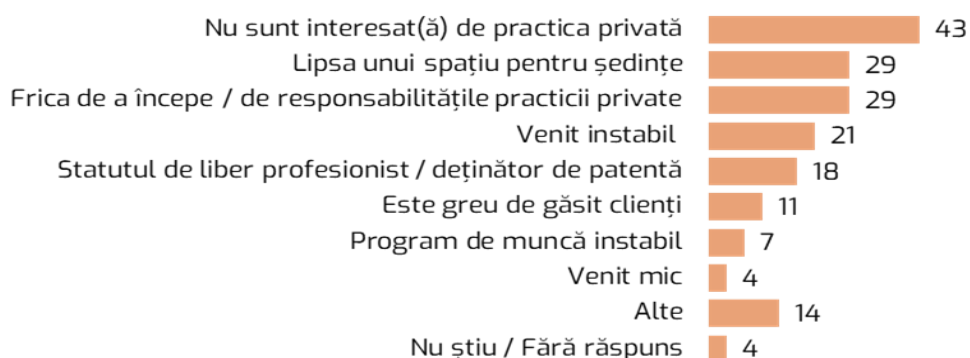 Nu sunt interesat(ă) de practica privată 43
Lipsa unui spațiu pentru ședințe 29
Frica de a începe / de responsabilitățile practicii private 29
Venit instabil 21
Statutul de liber profesionist / deținător de patentă 18
Este greu de găsit clienți 11
Program de muncă instabil 7
Venit mic 4
Alte 14
Nu știu / Fără răspuns 4